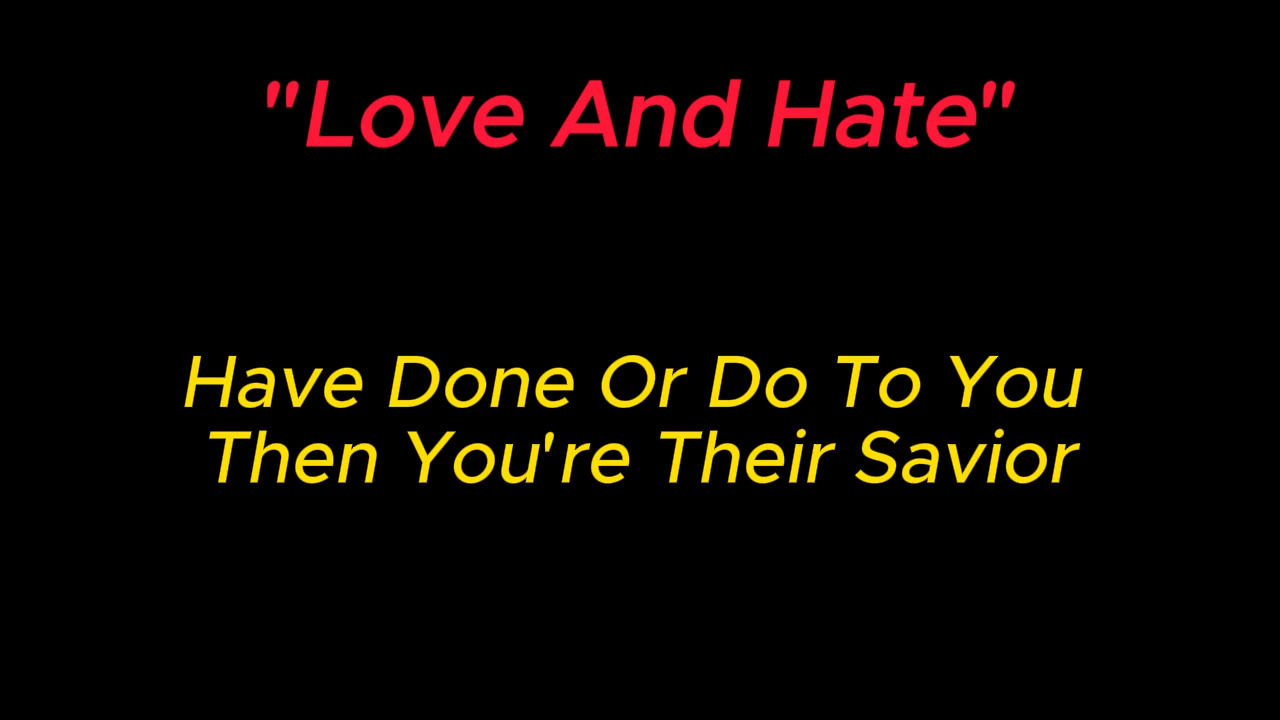 "Love And Hate"
Have Done Or Do To You
Then You're Their Savior